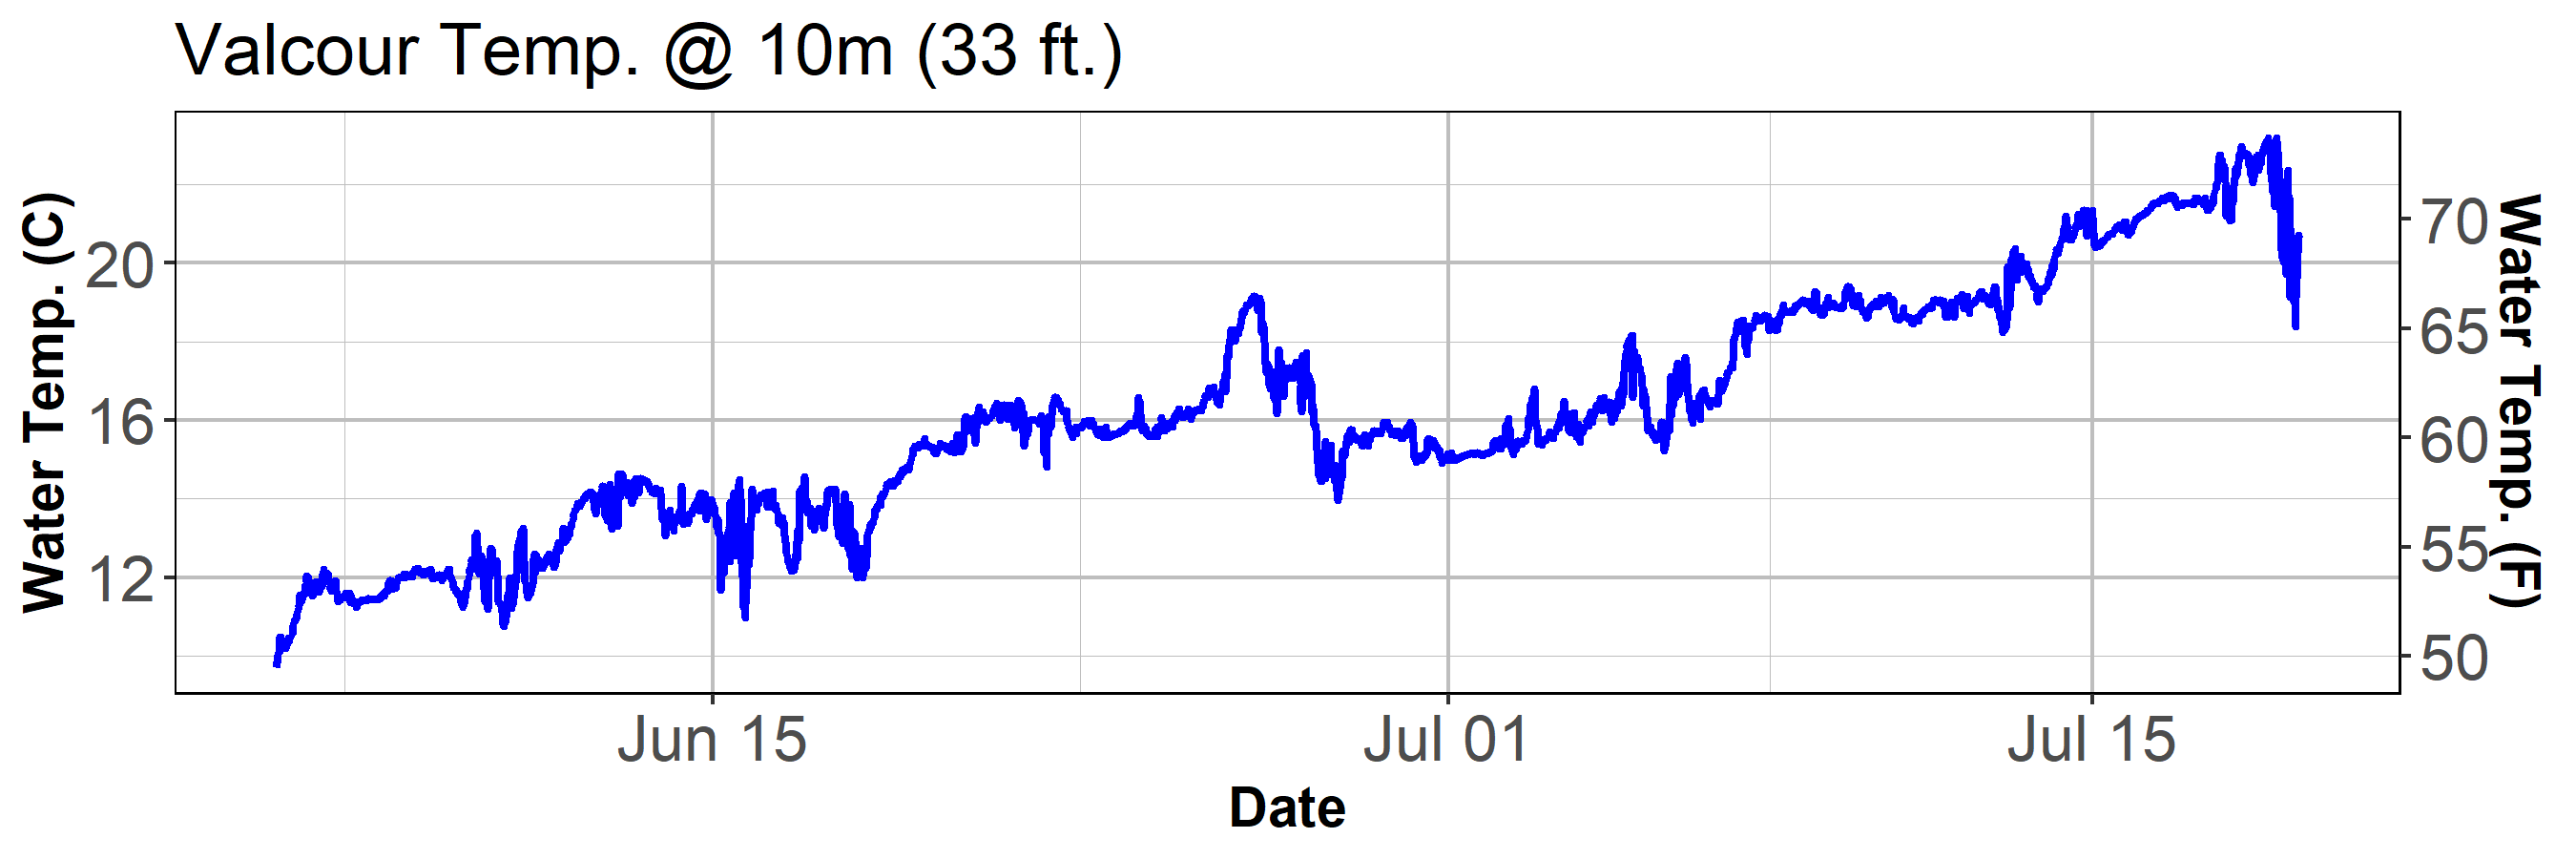 Valcour Temp. @ 10m (33 ft.)
Water Temp. (C)
20
16
12
70
65
60
55
50
Water Temp. (F)
Jun 15
Jul 01
Jul 15
Date